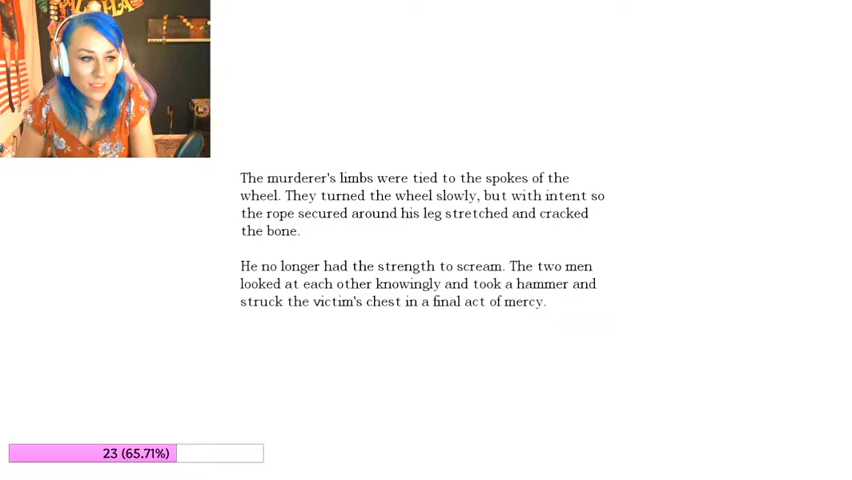 The murderer's limbs were tied to the spokes of the
wheel. They turned the wheel slowly, but with intent so
the rope secured around his leg stretched and cracked
the bone.
He no longer had the strength to scream. The two men
looked at each other knowingly and took a hammer and
struck the victim's chest in a final act of mercy.
23 (65.71%)